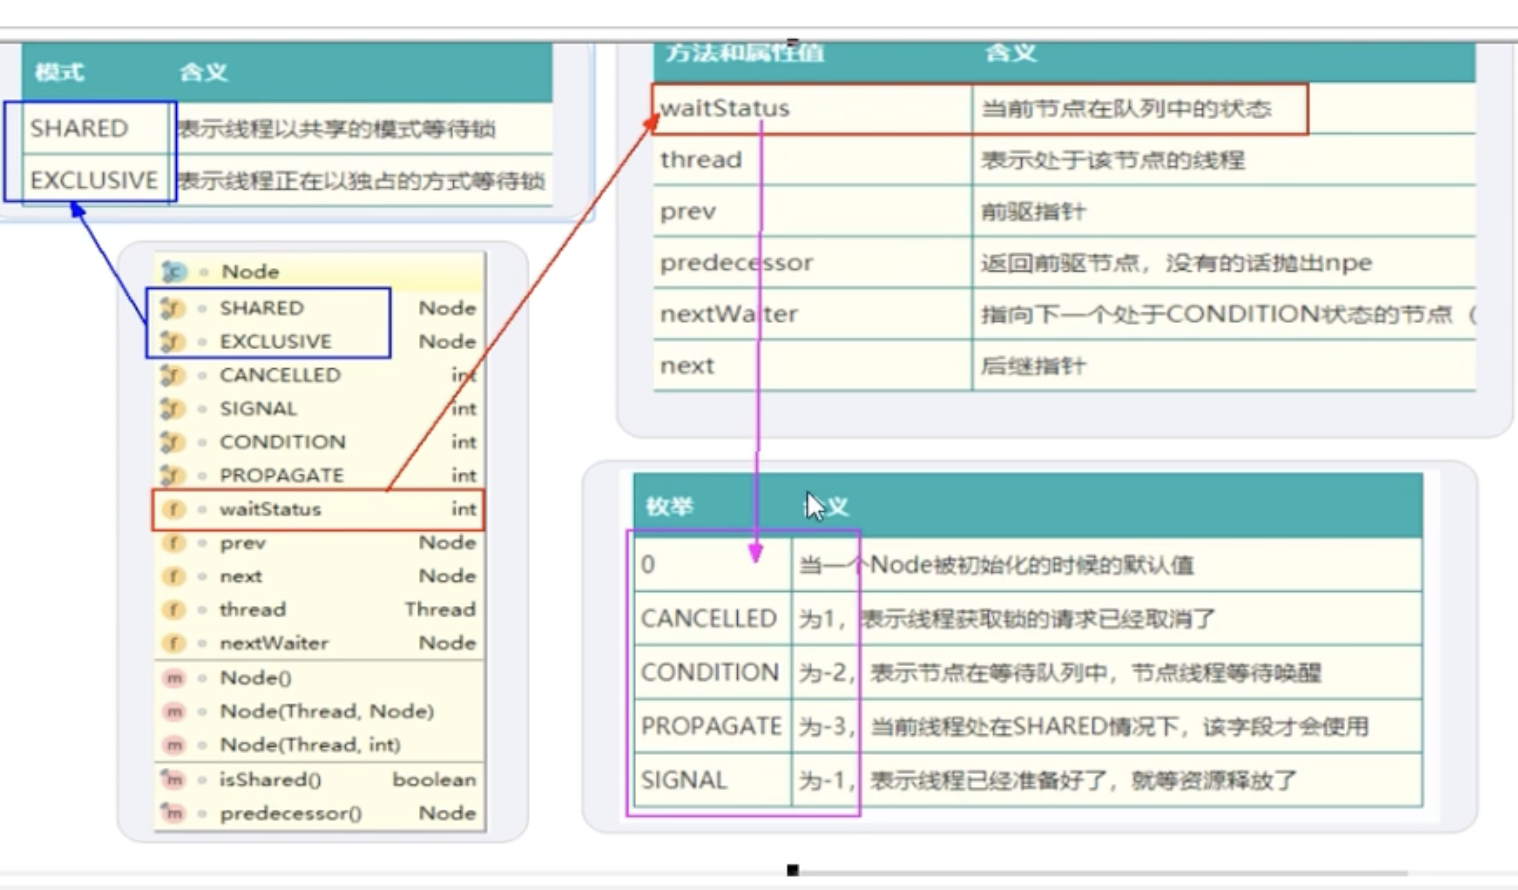 模式 含义
SHARED 表示线程以共享的模式等待锁
EXCLUSIVE 表示线程正在以独占的方式等待锁
Node
SHARED Node
EXCLUSIVE Node
CANCELLED int
SIGNAL int
CONDITION int
PROPAGATE int
waitStatus int
prev Node
next Node
thread Thread
nextWaiter Node
Node()
Node(Thread, Node)
Node(Thread, int)
isShared() boolean
predecessor() Node
方法和属性值 含义
waitStatus 当前节点在队列中的状态
thread 表示处于该节点的线程
prev 前驱指针
predecessor 返回前驱节点，没有的话抛出npe
nextWaiter 指向下一个处于CONDITION状态的节点（
next 后继指针
枚举 义
0 当一个Node被初始化的时候的默认值
CANCELLED 为1，表示线程获取锁的请求已经取消了
CONDITION 为-2，表示节点在等待队列中，节点线程等待唤醒
PROPAGATE 为-3，当前线程处在SHARED情况下，该字段才会使用
SIGNAL 为-1，表示线程已经准备好了，就等资源释放了